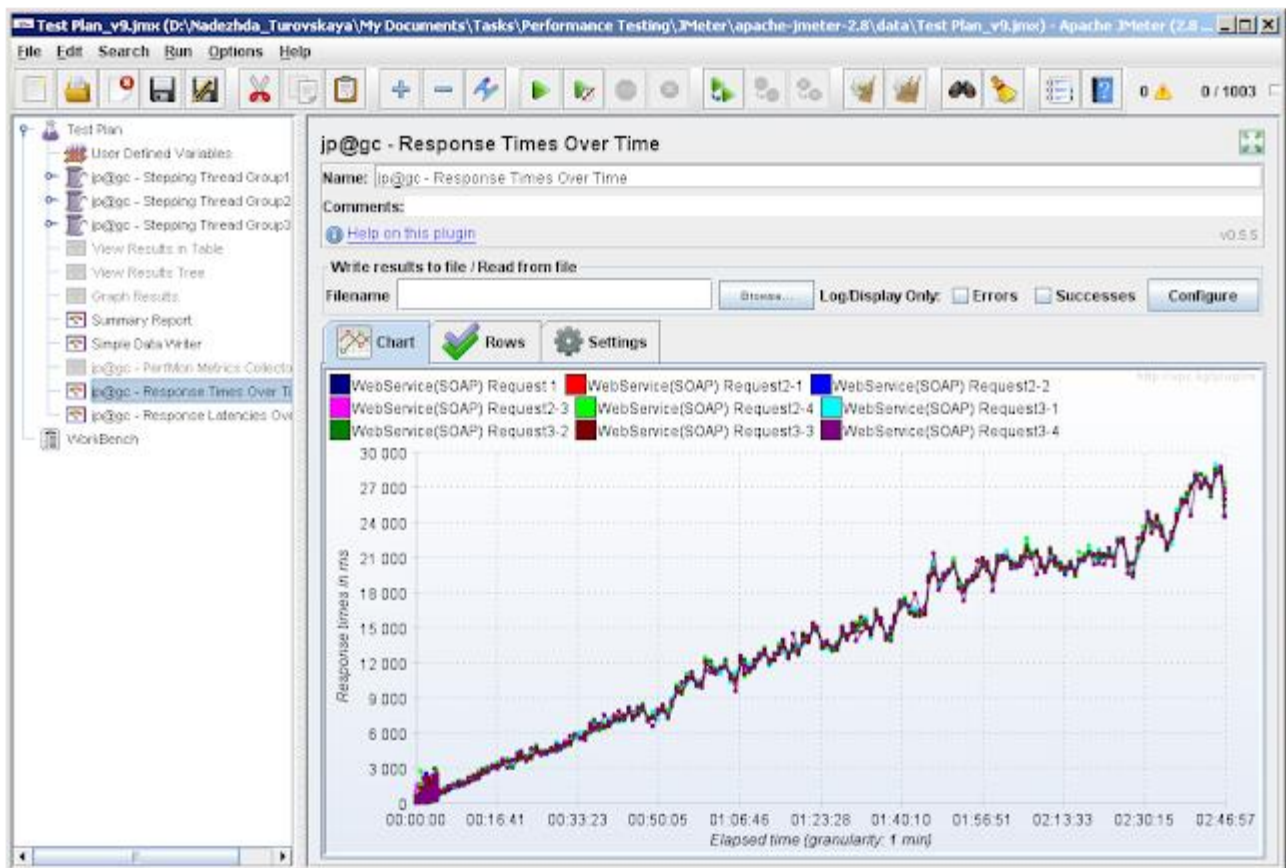 Test Plan_v9.jmx (D:\Nadezhda_Turovskaya\My Documents\Tasks\Performance Testing\JMeter\apache-jmeter-2.8\data\Test Plan_v9.jmx) - Apache JMeter (2.8 ...
File Edit Search Run Options Help
0 0 / 1003
Test Plan
User Defined Variables
jp@gc - Stepping Thread Group1
jp@gc - Stepping Thread Group2
jp@gc - Stepping Thread Group3
View Results in Table
View Results Tree
Graph Results
Summary Report
Simple Data Writer
jp@gc - PerfMon Metrics Collecto
jp@gc - Response Times Over Ti
jp@gc - Response Latencies Ove
WorkBench
jp@gc - Response Times Over Time
Name: jp@gc - Response Times Over Time
Comments:
Help on this plugin v0.5.5
Write results to file / Read from file
Filename Browse... Log/Display Only: Errors Successes Configure
Chart Rows Settings
WebService(SOAP) Request 1 WebService(SOAP) Request2-1 WebService(SOAP) Request2-2
WebService(SOAP) Request2-3 WebService(SOAP) Request2-4 WebService(SOAP) Request3-1
WebService(SOAP) Request3-2 WebService(SOAP) Request3-3 WebService(SOAP) Request3-4
30 000
27 000
24 000
21 000
18 000
15 000
12 000
9 000
6 000
3 000
0
Response times in ms
00:00:00 00:16:41 00:33:23 00:50:05 01:06:46 01:23:28 01:40:10 01:56:51 02:13:33 02:30:15 02:46:57
Elapsed time (granularity: 1 min)